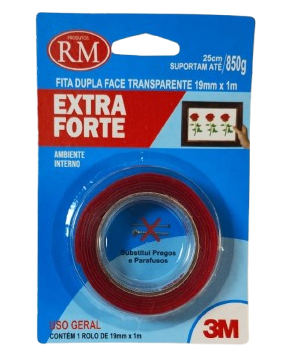 PRODUTOS
RM
25cm
SUPORTAM ATÉ/850g
FITA DUPLA FACE TRANSPARENTE 19mm x 1m
EXTRA
FORTE
AMBIENTE
INTERNO
Substitui Pregos
e Parafusos
USO GERAL
CONTÉM 1 ROLO DE 19mm x 1m
3M